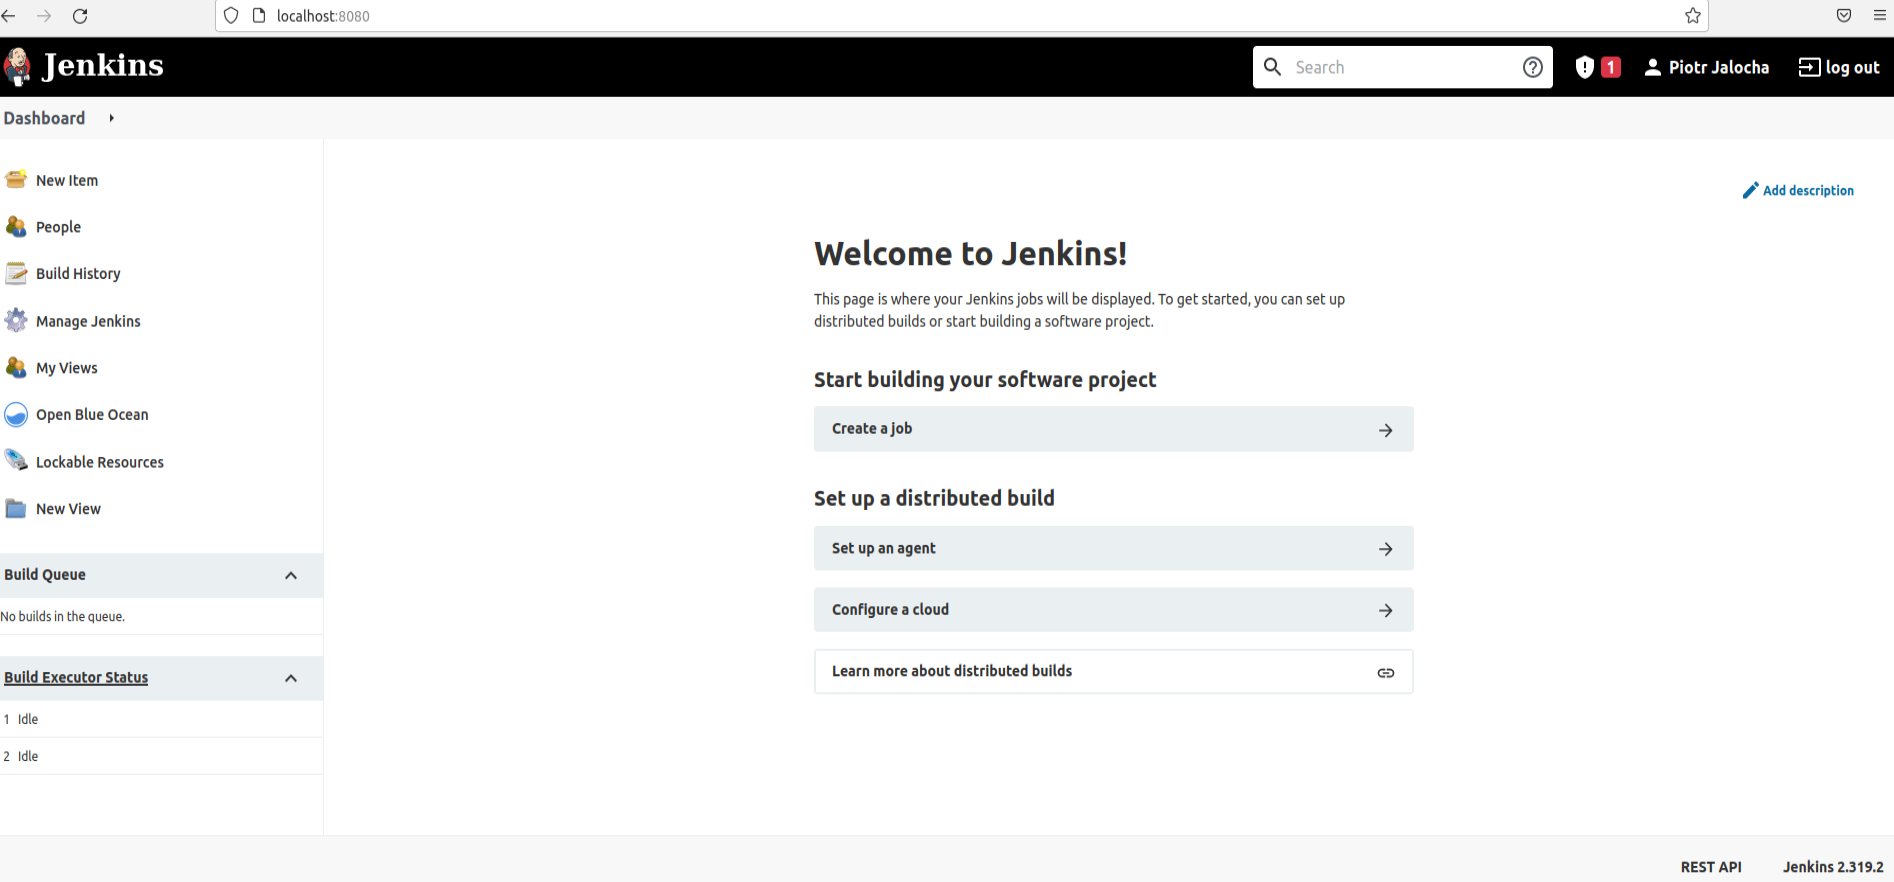 localhost:8080
Jenkins
Search
1
Piotr Jalocha
log out
Dashboard
New Item
People
Build History
Manage Jenkins
My Views
Open Blue Ocean
Lockable Resources
New View
Build Queue
No builds in the queue.
Build Executor Status
1 Idle
2 Idle
Add description
Welcome to Jenkins!
This page is where your Jenkins jobs will be displayed. To get started, you can set up
distributed builds or start building a software project.
Start building your software project
Create a job
Set up a distributed build
Set up an agent
Configure a cloud
Learn more about distributed builds
REST API
Jenkins 2.319.2